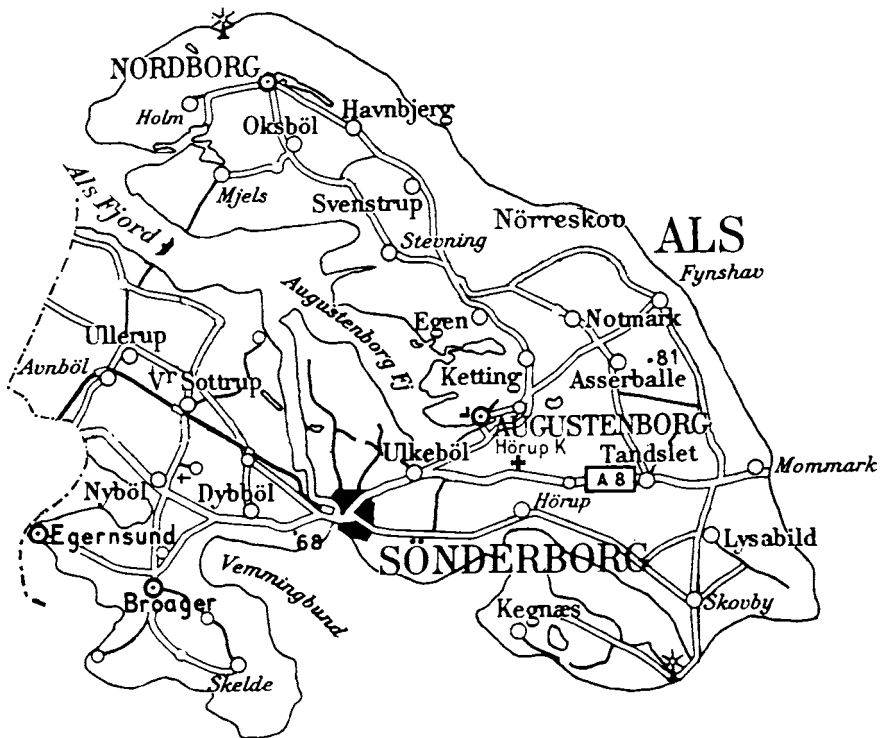 NORDBORG
Holm
Havnbjerg
Oksböl
Mjels
Als Fjord
Svenstrup
Nörreskov
ALS
Stevning
Fynshav
Augustenborg Fj
Egen
Notmark
Ullerup
Avnböl
.81
Ketting
Asserballe
Vr Sottrup
AUGUSTENBORG
Hörup K
Ulkeböl
Tandslet
A 8
Mommark
Nyböl
Dybböl
Hörup
Egernsund
.68
SÖNDERBORG
Lysabild
Vemmingbund
Broager
Kegnæs
Skovby
Skelde